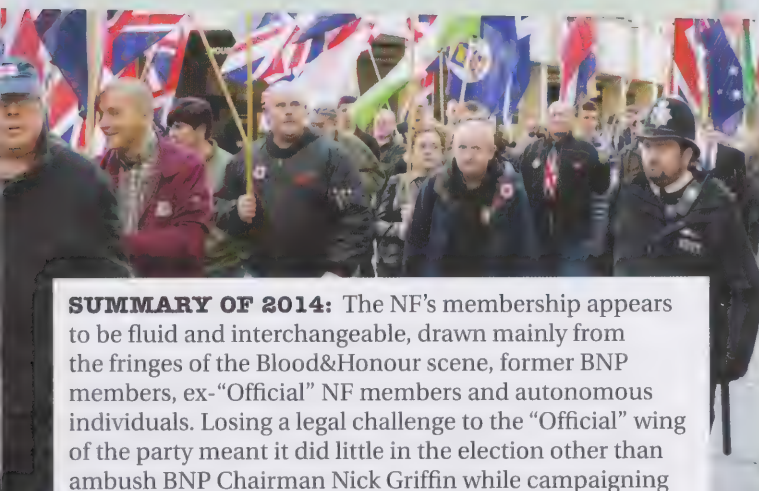 SUMMARY OF 2014: The NF's membership appears
to be fluid and interchangeable, drawn mainly from
the fringes of the Blood&Honour scene, former BNP
members, ex-“Official” NF members and autonomous
individuals. Losing a legal challenge to the “Official” wing
of the party meant it did little in the election other than
ambush BNP Chairman Nick Griffin while campaigning